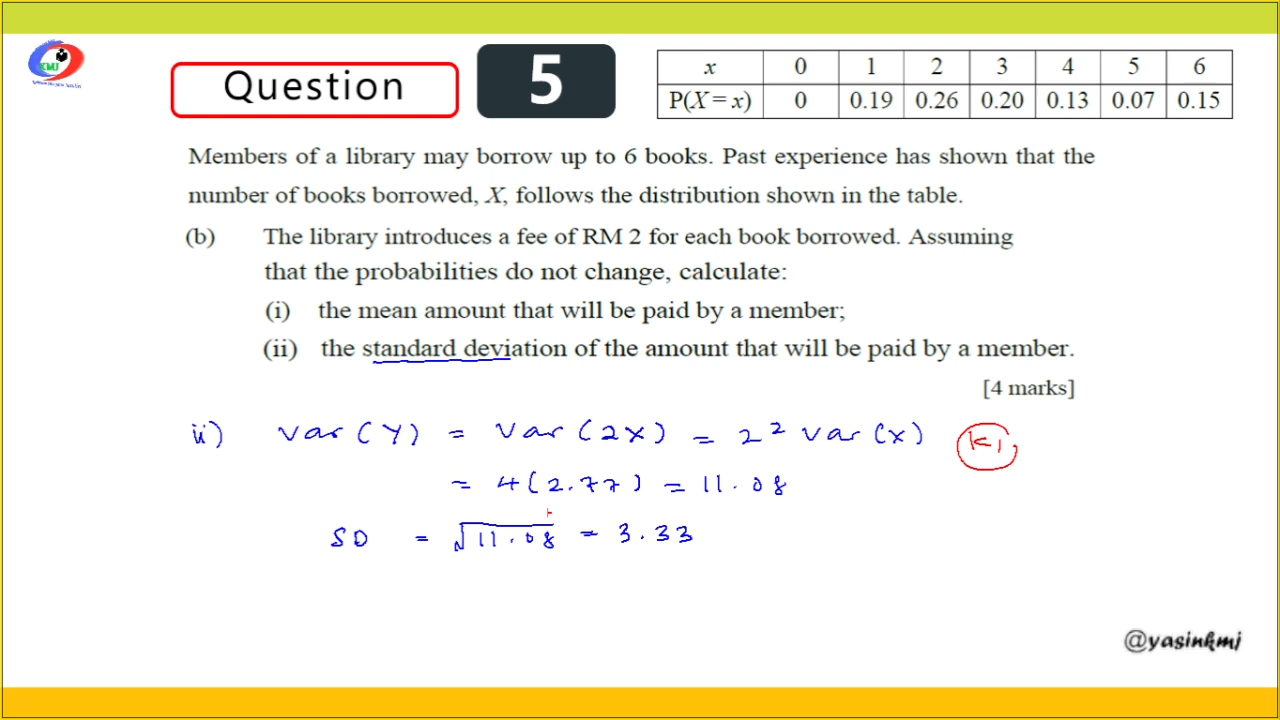 KMJ
Question 5
x 0 1 2 3 4 5 6
P(X = x) 0 0.19 0.26 0.20 0.13 0.07 0.15
Members of a library may borrow up to 6 books. Past experience has shown that the
number of books borrowed, X, follows the distribution shown in the table.
(b) The library introduces a fee of RM 2 for each book borrowed. Assuming
that the probabilities do not change, calculate:
(i) the mean amount that will be paid by a member;
(ii) the standard deviation of the amount that will be paid by a member.
[4 marks]
ii) Var(Y) = Var(2X) = 2² Var(X) K1
= 4(2.77) = 11.08
SD = √11.08 = 3.33
@yasinkmj